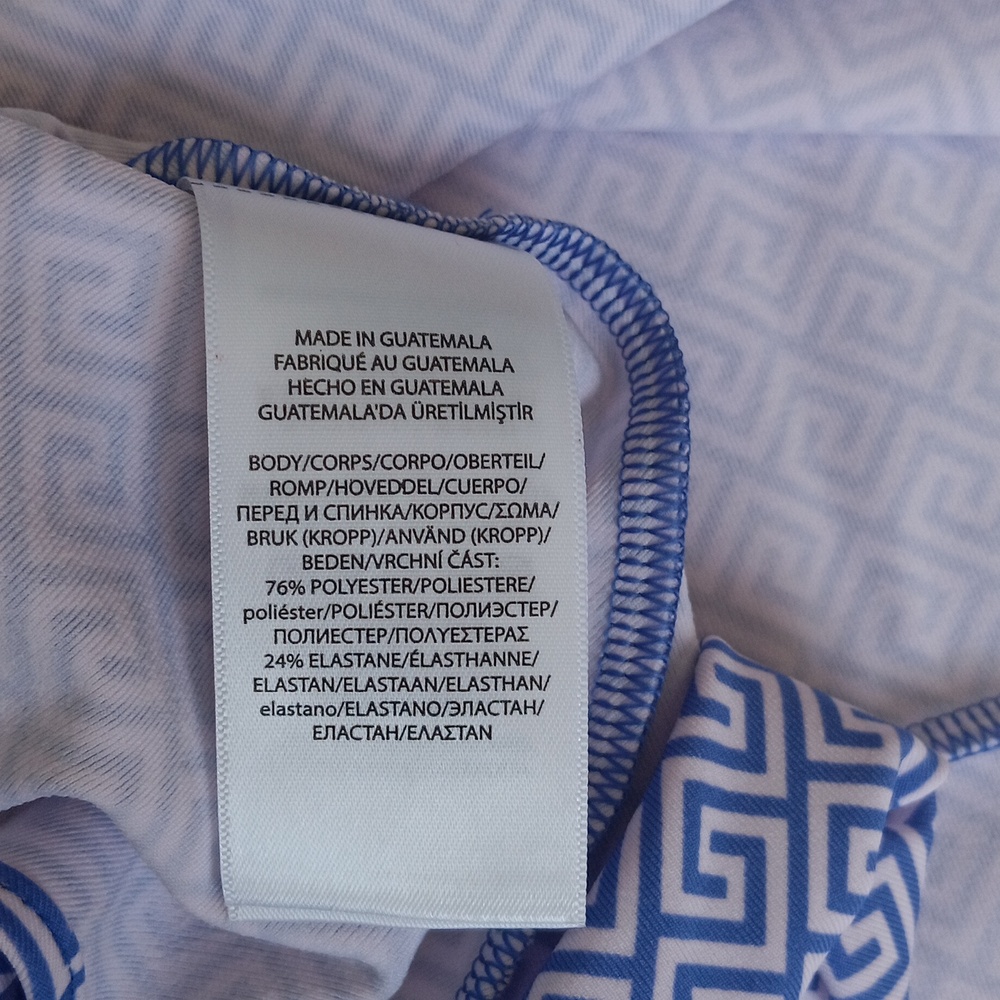 MADE IN GUATEMALA
FABRIQUÉ AU GUATEMALA
HECHO EN GUATEMALA
GUATEMALA'DA ÜRETİLMİŞTİR
BODY/CORPS/CORPO/OBERTEIL/
ROMP/HOVEDDEL/CUERPO/
ПЕРЕД И СПИНКА/КОРПУС/ΣΩΜΑ/
BRUK (KROPP)/ANVÄND (KROPP)/
BEDEN/VRCHNÍ ČÁST:
76% POLYESTER/POLIESTERE/
poliéster/POLIÉSTER/ПОЛИЭСТЕР/
ПОЛИЕСТЕР/ΠΟΛΥΕΣΤΕΡΑΣ
24% ELASTANE/ÉLASTHANNE/
ELASTAN/ELASTAAN/ELASTHAN/
elastano/ELASTANO/ЭЛАСТАН/
ЕЛАСТАН/ΕΛΑΣΤΑΝ